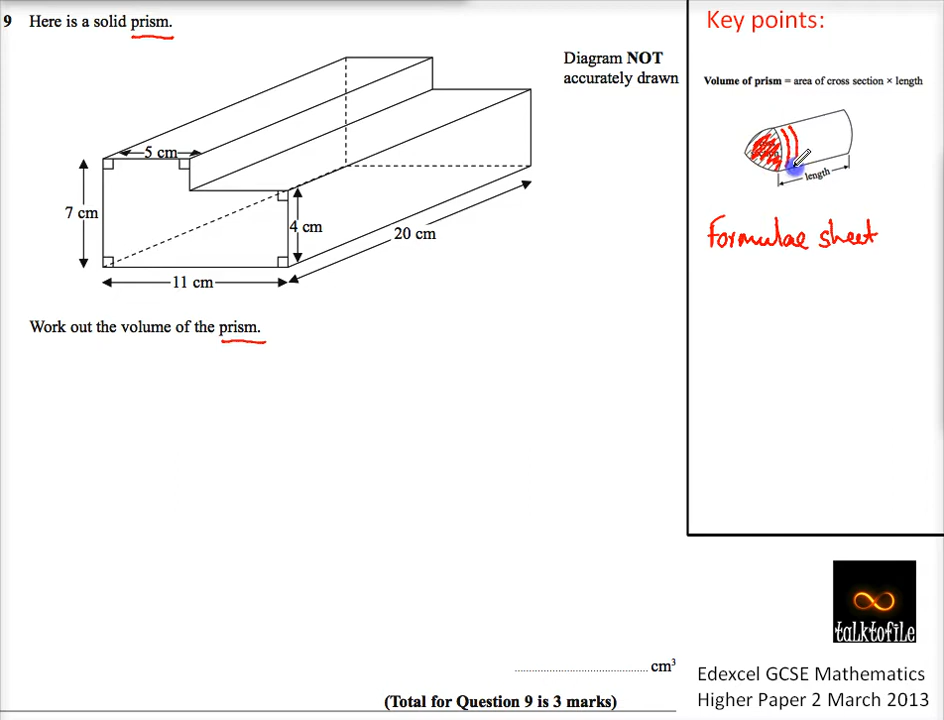 9 Here is a solid prism.
Diagram NOT
accurately drawn
5 cm
7 cm
4 cm
20 cm
11 cm
Work out the volume of the prism.
cm³
(Total for Question 9 is 3 marks)
Key points:
Volume of prism = area of cross section × length
length
Formulae sheet
talktofile
Edexcel GCSE Mathematics
Higher Paper 2 March 2013